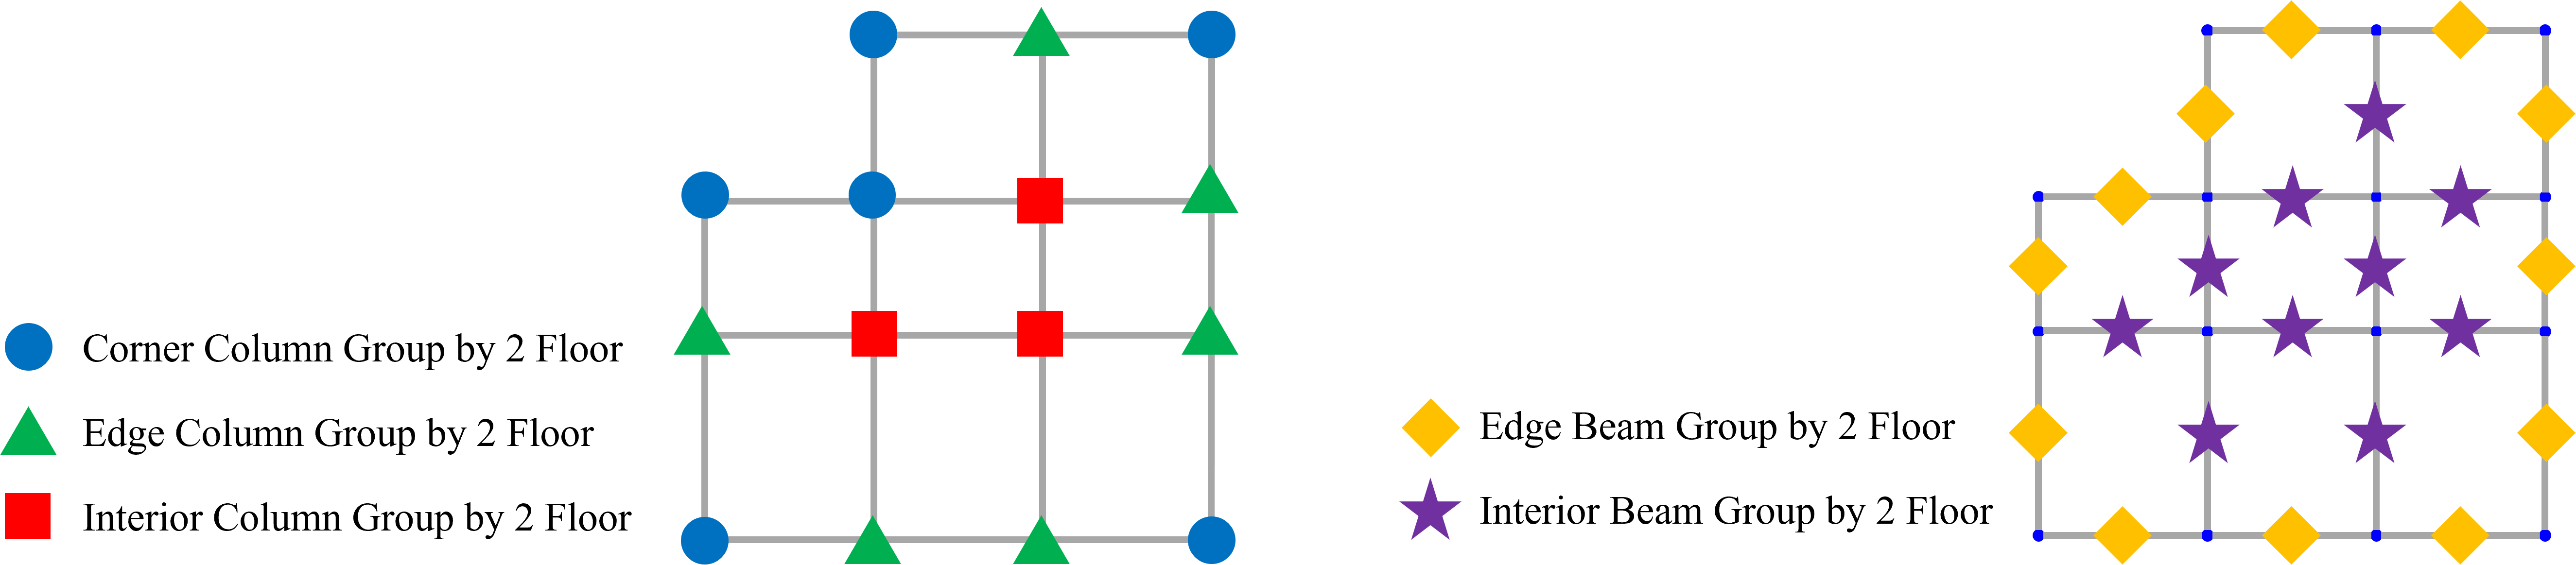 Corner Column Group by 2 Floor
Edge Column Group by 2 Floor
Interior Column Group by 2 Floor
Edge Beam Group by 2 Floor
Interior Beam Group by 2 Floor